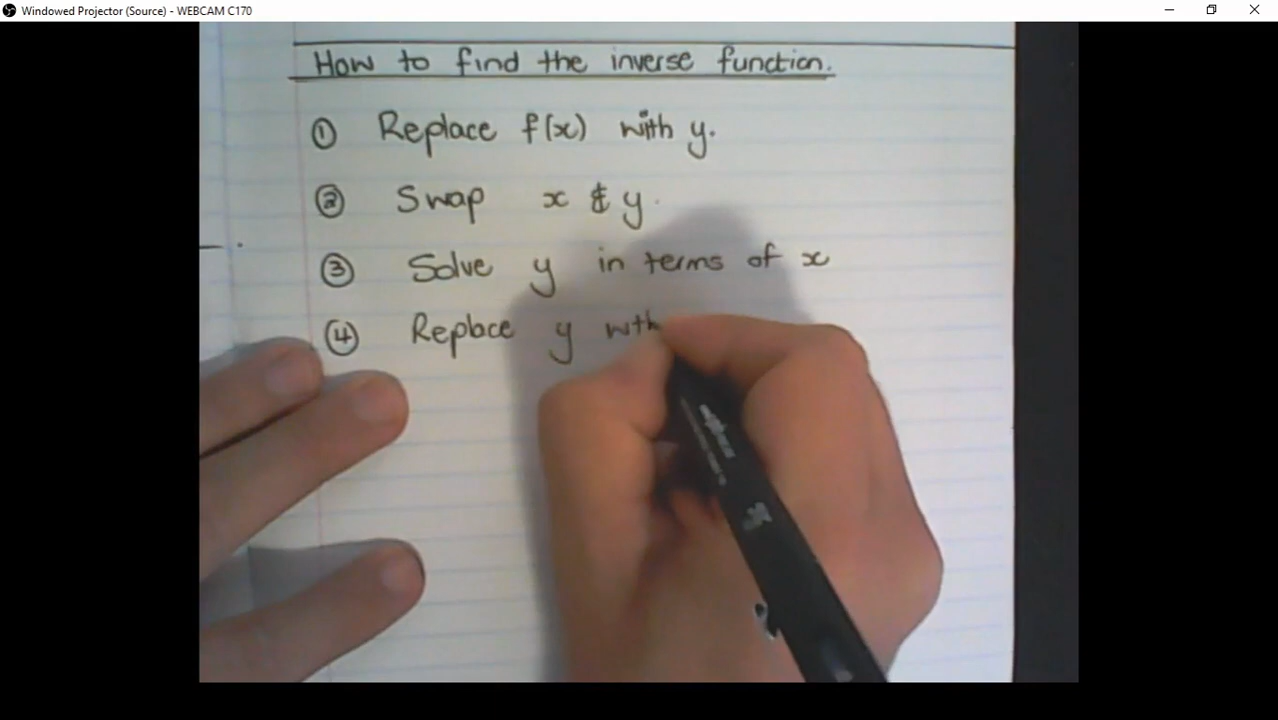 Windowed Projector (Source) - WEBCAM C170
How to find the inverse function.
① Replace f(x) with y.
② Swap x & y.
③ Solve y in terms of x
④ Replace y with